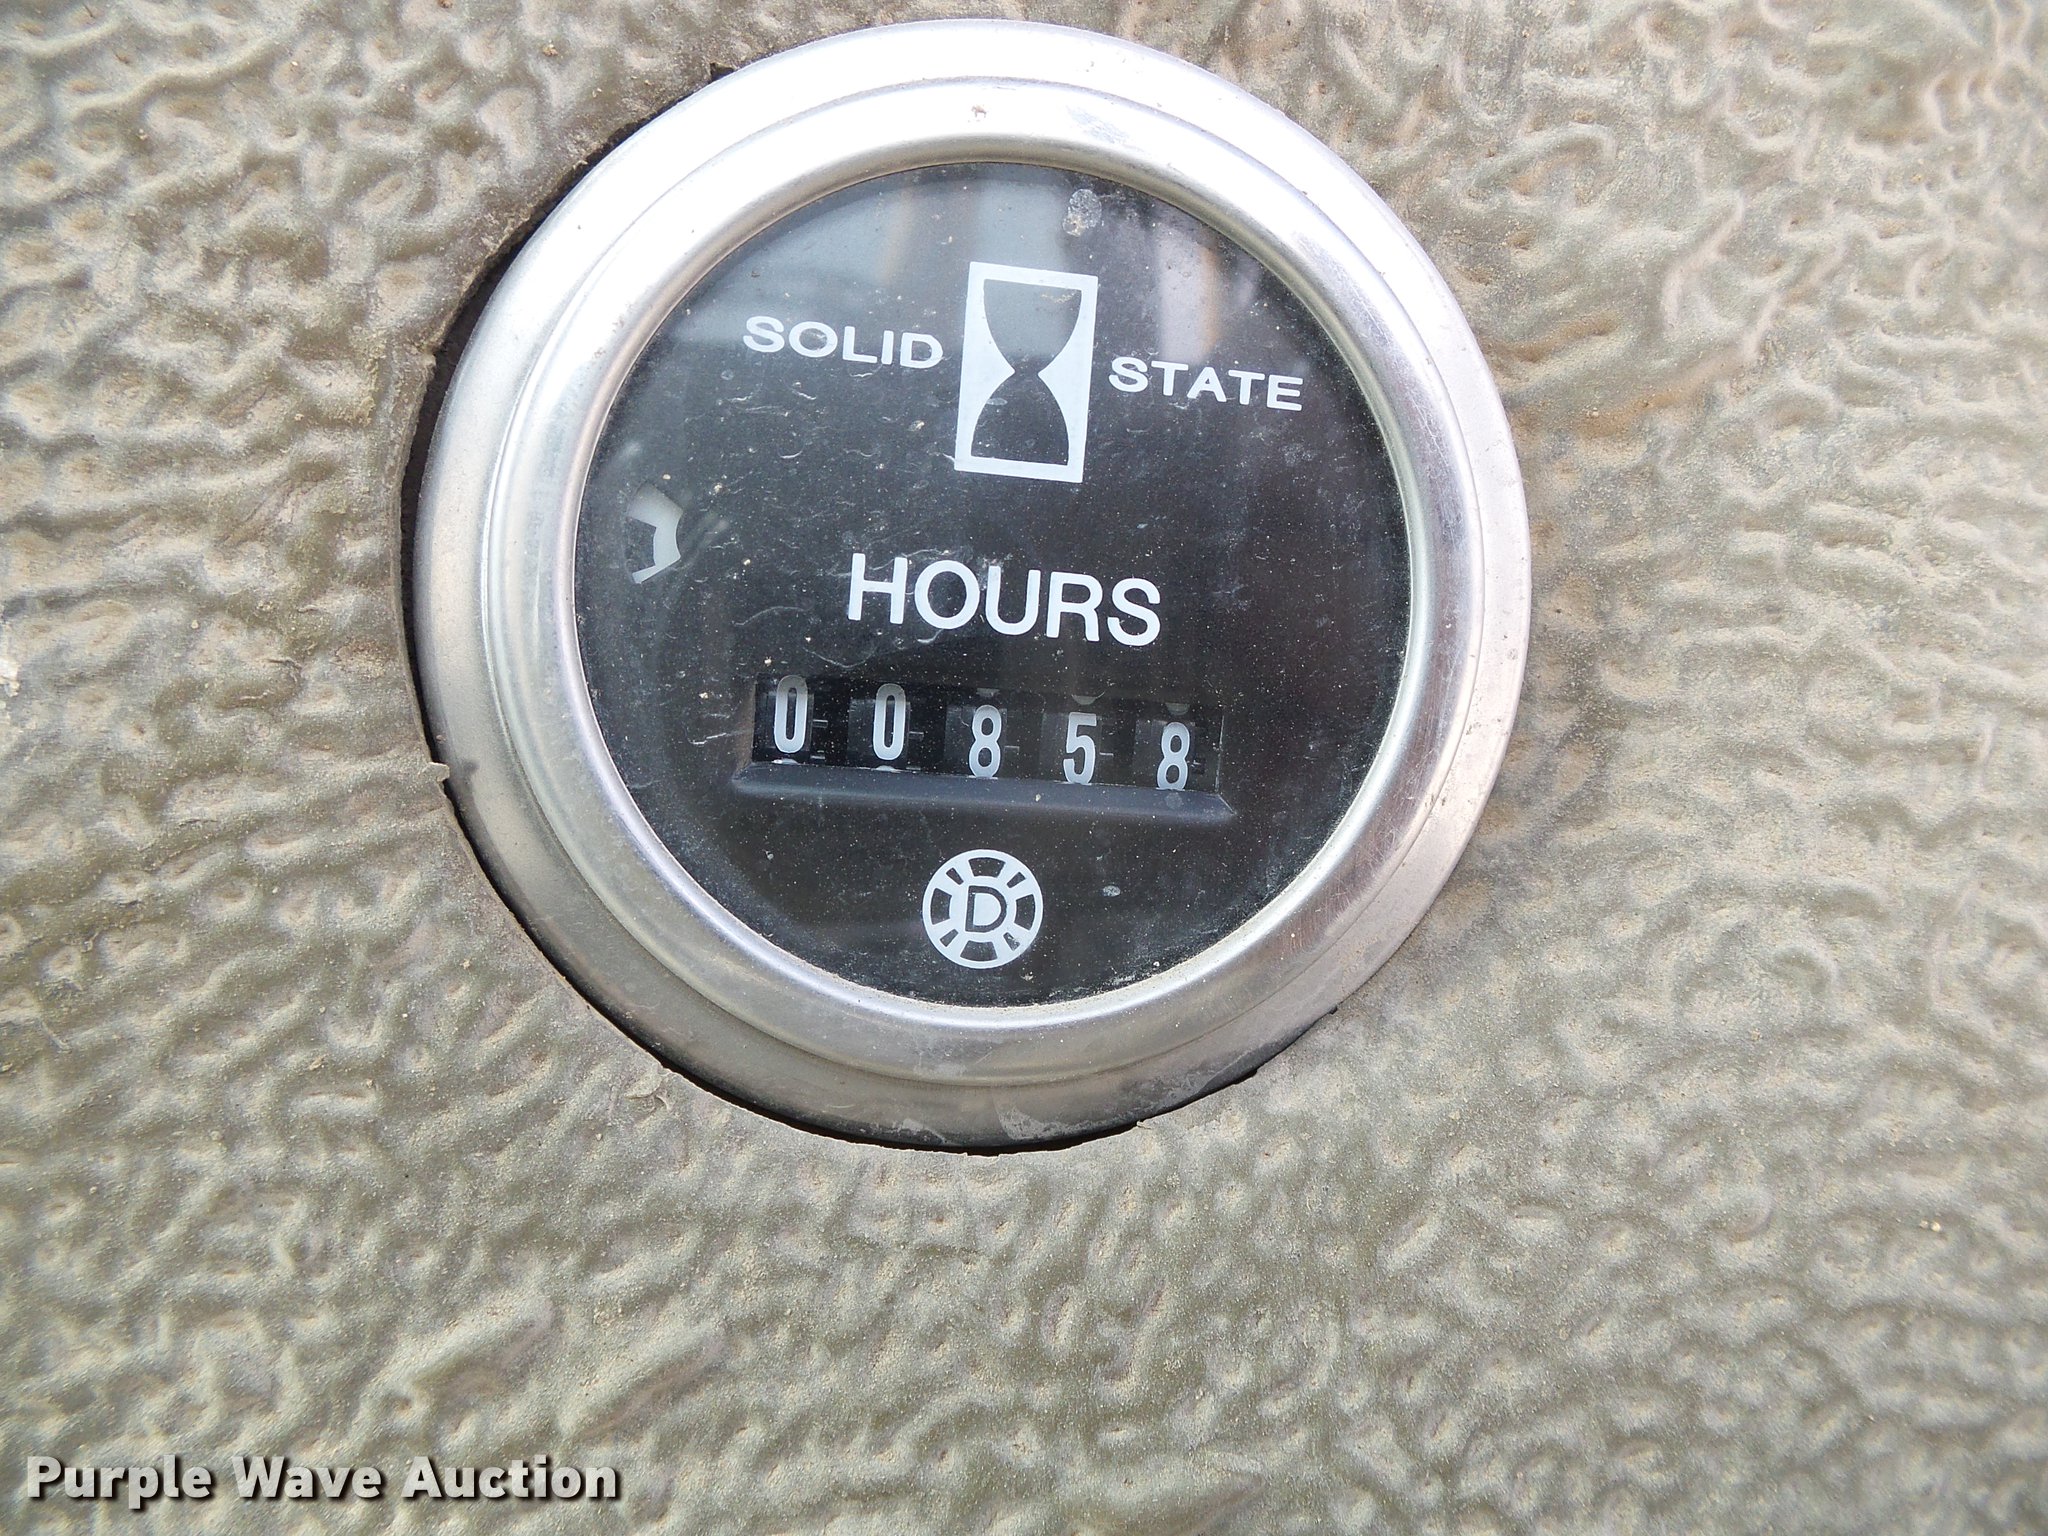 SOLID STATE
HOURS
00858
D
Purple Wave Auction